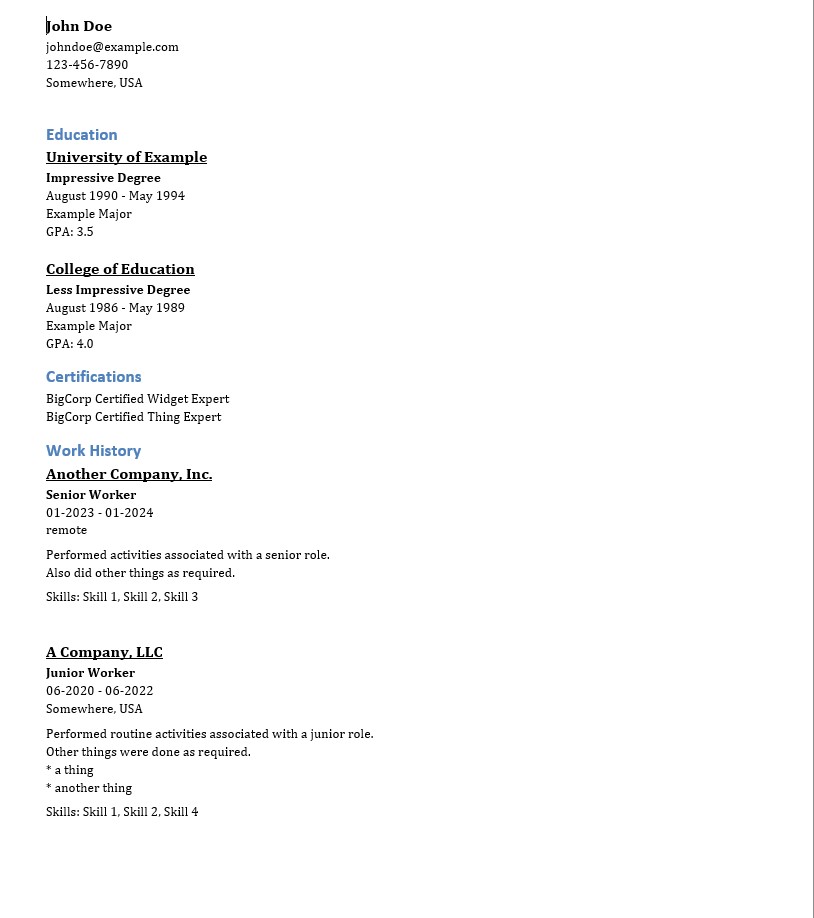 John Doe
johndoe@example.com
123-456-7890
Somewhere, USA
Education
University of Example
Impressive Degree
August 1990 - May 1994
Example Major
GPA: 3.5
College of Education
Less Impressive Degree
August 1986 - May 1989
Example Major
GPA: 4.0
Certifications
BigCorp Certified Widget Expert
BigCorp Certified Thing Expert
Work History
Another Company, Inc.
Senior Worker
01-2023 - 01-2024
remote
Performed activities associated with a senior role.
Also did other things as required.
Skills: Skill 1, Skill 2, Skill 3
A Company, LLC
Junior Worker
06-2020 - 06-2022
Somewhere, USA
Performed routine activities associated with a junior role.
Other things were done as required.
* a thing
* another thing
Skills: Skill 1, Skill 2, Skill 4